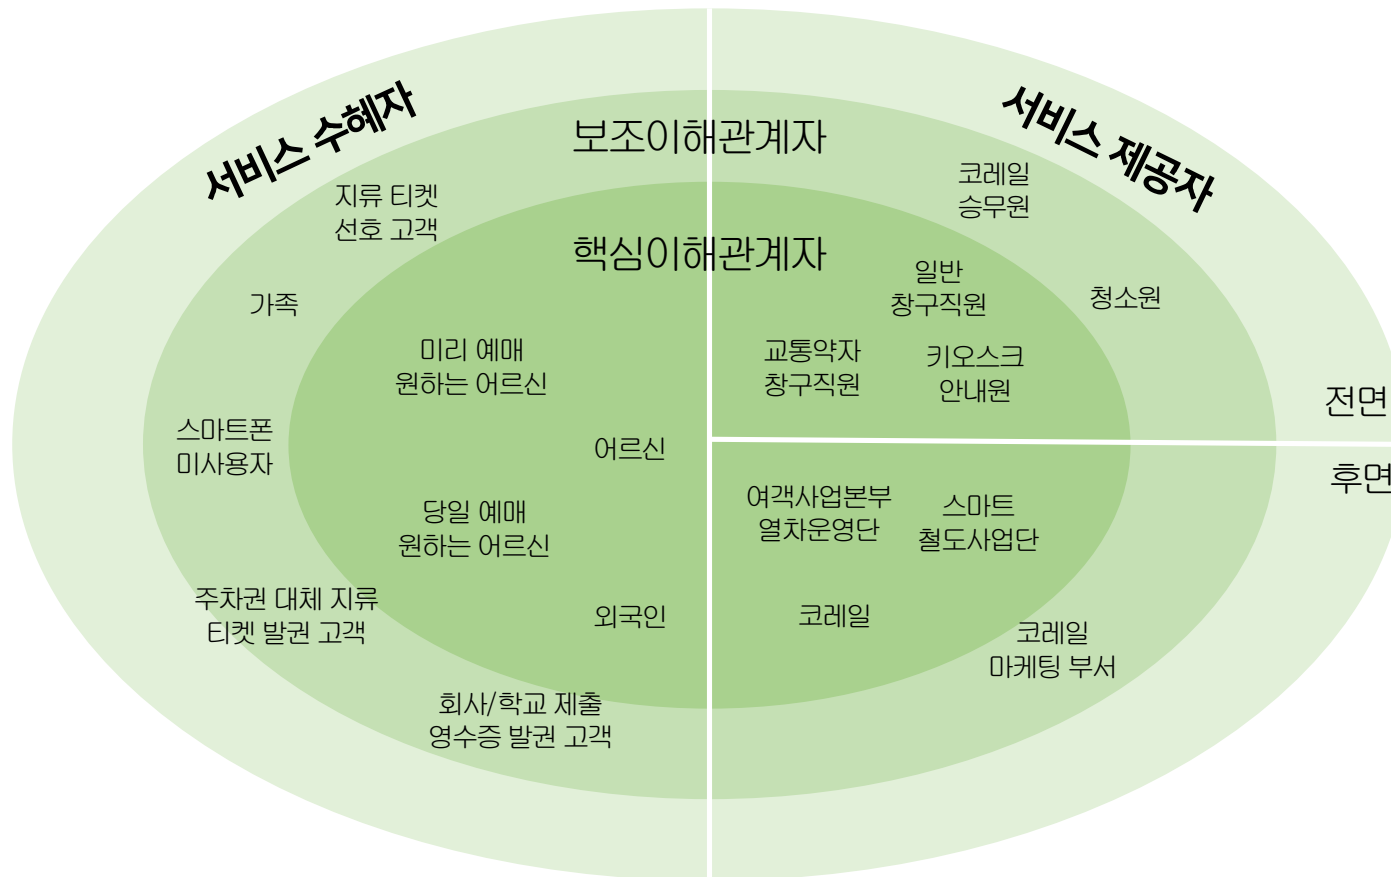 서비스 수혜자
서비스 제공자
보조이해관계자
핵심이해관계자
지류 티켓
선호 고객
가족
미리 예매
원하는 어르신
스마트폰
미사용자
어르신
당일 예매
원하는 어르신
주차권 대체 지류
티켓 발권 고객
외국인
회사/학교 제출
영수증 발권 고객
코레일
승무원
일반
창구직원
청소원
교통약자
창구직원
키오스크
안내원
전면
후면
여객사업본부
열차운영단
스마트
철도사업단
코레일
코레일
마케팅 부서